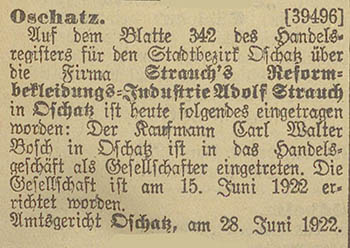 Oschatz. [39496]
Auf dem Blatte 342 des Handels-
registers für den Stadtbezirk Oschatz über
die Firma Strauch's Reform-
bekleidungs-Industrie Adolf Strauch
in Oschatz ist heute folgendes eingetragen
worden: Der Kaufmann Carl Walter
Bosch in Oschatz ist in das Handels-
geschäft als Gesellschafter eingetreten. Die
Gesellschaft ist am 15. Juni 1922 er-
richtet worden.
Amtsgericht Oschatz, am 28. Juni 1922.